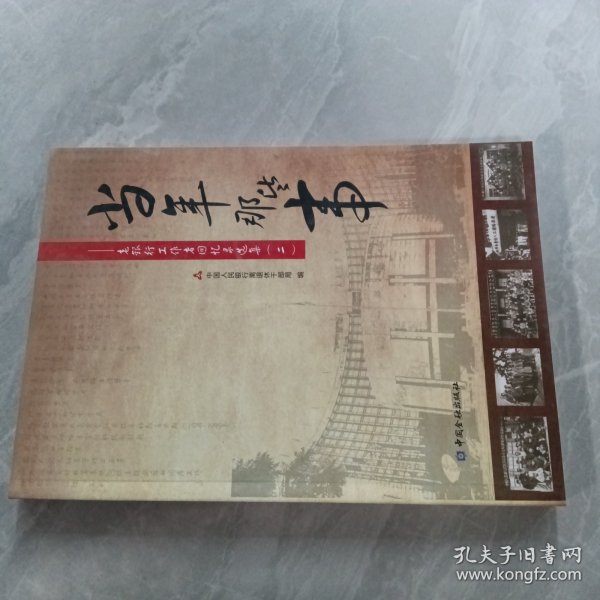 当年那些事
——老银行工作者回忆录选集（二）
中国人民银行离退休干部局 编
中国金融出版社
孔夫子旧书网
www.kongfz.com